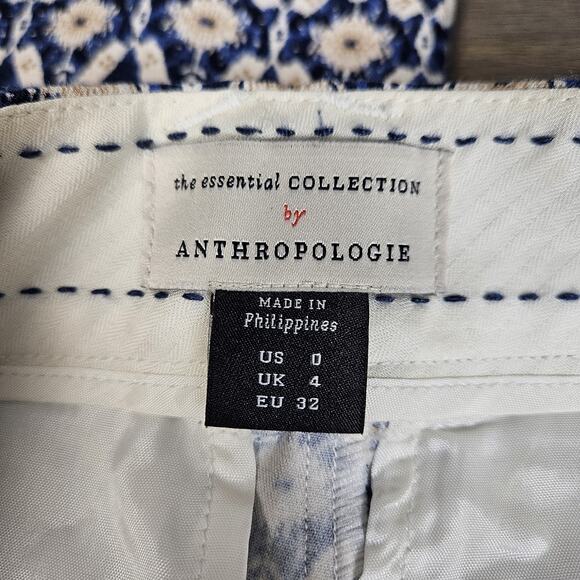 the essential COLLECTION
by
ANTHROPOLOGIE
MADE IN
Philippines
US 0
UK 4
EU 32